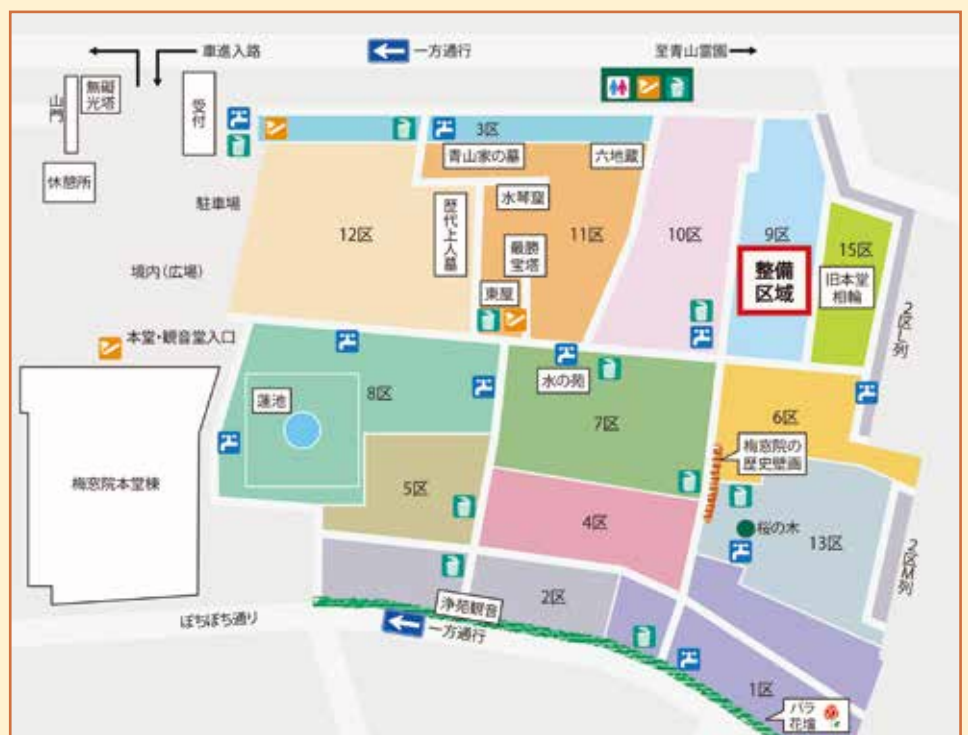 車進入路
一方通行
至青山霊園
山門
無礙
光塔
受付
休憩所
駐車場
境内(広場)
本堂・観音堂入口
梅窓院本堂棟
3区
青山家の墓
六地蔵
水琴窟
歴代上人墓
最勝
宝塔
東屋
12区
11区
10区
9区
整備
区域
15区
旧本堂
相輪
2区L列
蓮池
8区
水の苑
7区
6区
梅窓院の
歴史壁画
5区
4区
桜の木
13区
2区M列
浄苑観音
2区
ぽちぽち通り
一方通行
1区
バラ
花壇